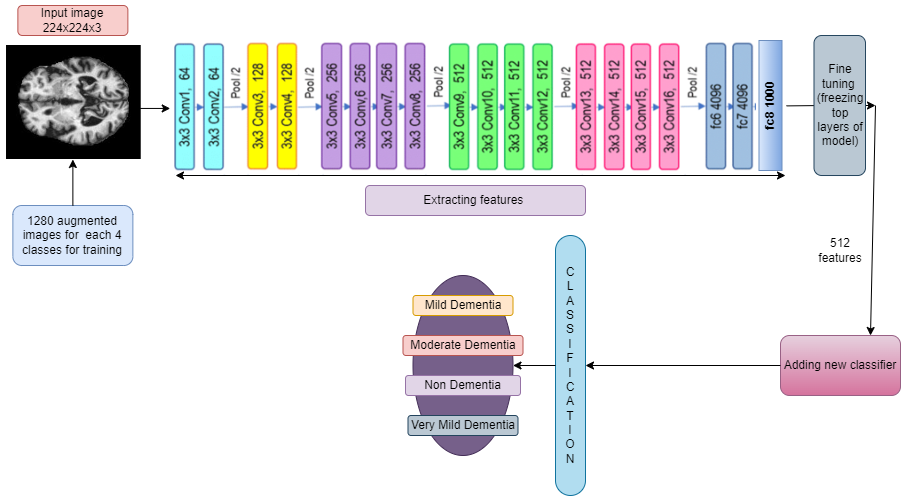 Input image
224x224x3
3x3 Conv1, 64
3x3 Conv2, 64
Pool /2
3x3 Conv3, 128
3x3 Conv4, 128
Pool /2
3x3 Conv5, 256
3x3 Conv,6 256
3x3 Conv7, 256
3x3 Conv8, 256
Pool /2
3x3 Conv9, 512
3x3 Conv10, 512
3x3 Conv11, 512
3x3 Conv12, 512
Pool /2
3x3 Conv13, 512
3x3 Conv14, 512
3x3 Conv15, 512
3x3 Conv16, 512
Pool /2
fc6 4096
fc7 4096
fc8 1000
Fine
tuning
(freezing
top
layers of
model)
Extracting features
1280 augmented
images for each 4
classes for training
512
features
Adding new classifier
CLASSIFICATION
Mild Dementia
Moderate Dementia
Non Dementia
Very Mild Dementia